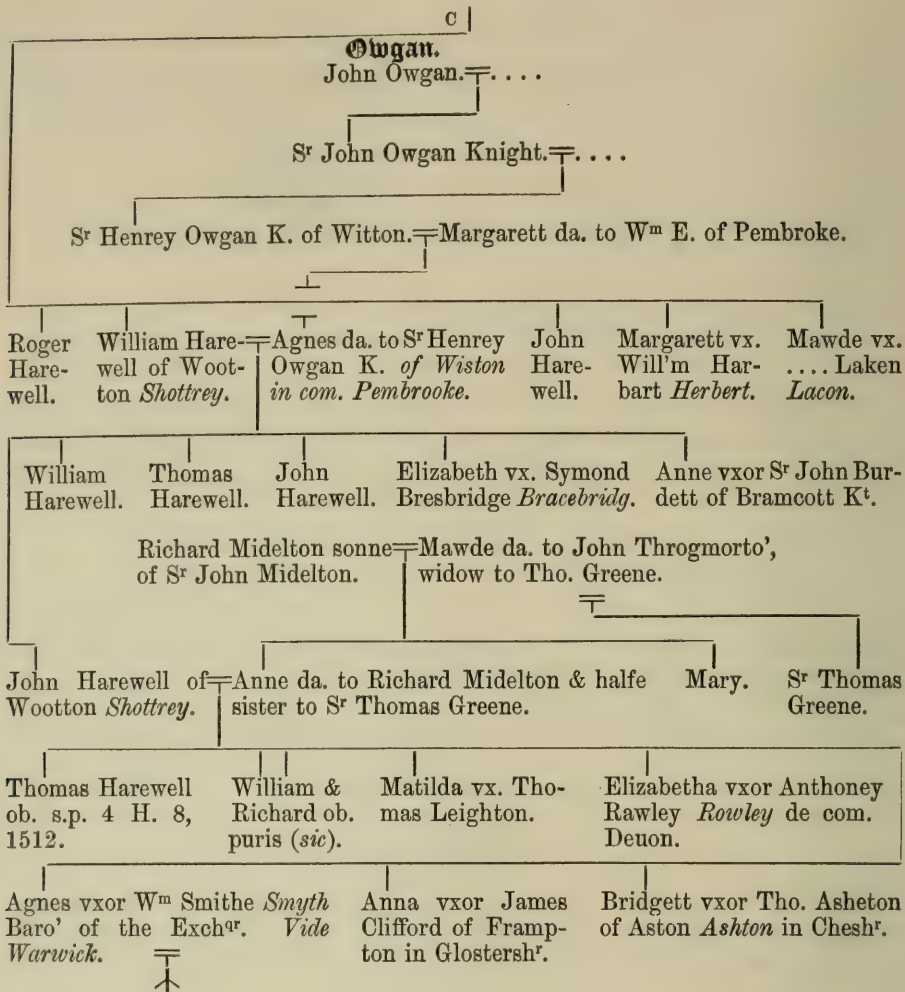 C
Owgan.
John Owgan.=. . . .
Sr John Owgan Knight.=. . . .
Sr Henrey Owgan K. of Witton.=Margarett da. to Wm E. of Pembroke.
Roger
Hare-
well.
William Hare-
well of Woot-
ton Shottrey.
=Agnes da. to Sr Henrey
Owgan K. of Wiston
in com. Pembrooke.
John
Hare-
well.
Margarett vx.
Will'm Har-
bart Herbert.
Mawde vx.
.... Laken
Lacon.
William
Harewell.
Thomas
Harewell.
John
Harewell.
Elizabeth vx. Symond
Bresbridge Bracebridg.
Anne vxor Sr John Bur-
dett of Bramcott Kt.
Richard Midelton sonne
of Sr John Midelton.
=Mawde da. to John Throgmorto',
widow to Tho. Greene.
John Harewell of
Wootton Shottrey.
=Anne da. to Richard Midelton & halfe
sister to Sr Thomas Greene.
Mary.
Sr Thomas
Greene.
Thomas Harewell
ob. s.p. 4 H. 8,
1512.
William &
Richard ob.
puris (sic).
Matilda vx. Tho-
mas Leighton.
Elizabetha vxor Anthoney
Rawley Rowley de com.
Deuon.
Agnes vxor Wm Smithe Smyth
Baro' of the Exchqr. Vide
Warwick.
Anna vxor James
Clifford of Framp-
ton in Glostershr.
Bridgett vxor Tho. Asheton
of Aston Ashton in Cheshr.